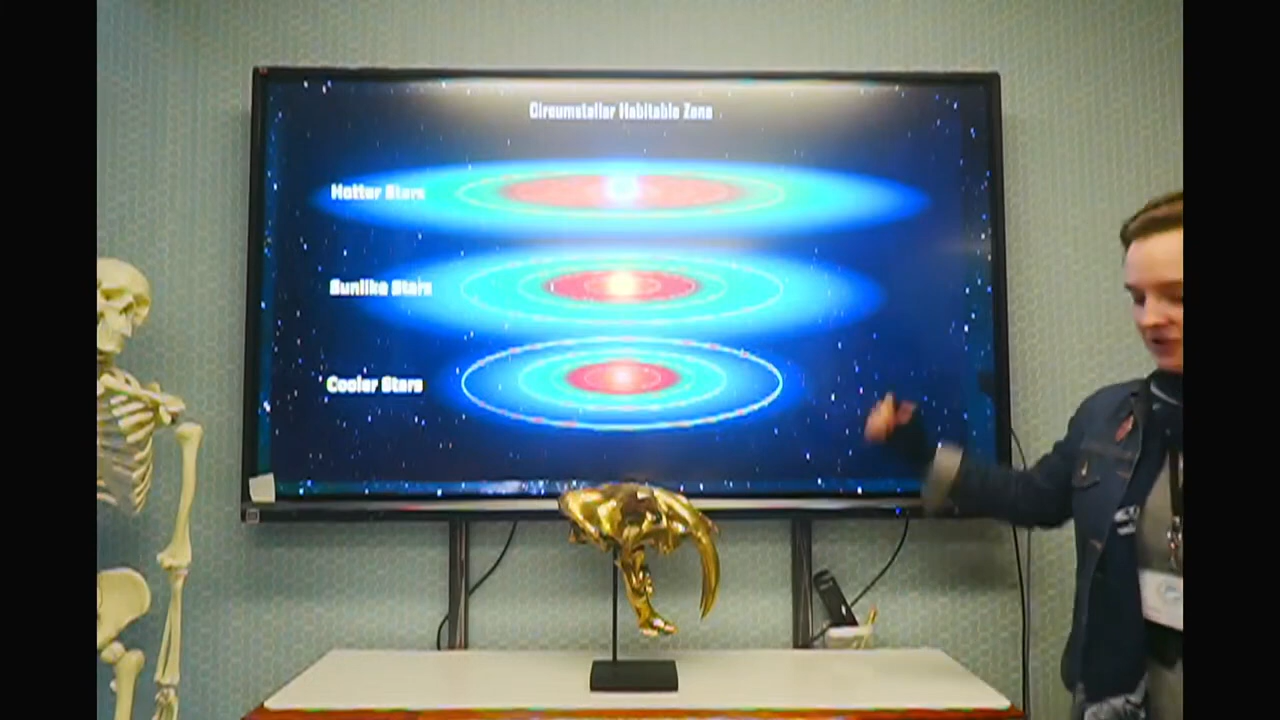 Circumstellar Habitable Zone
Hotter Stars
Sunlike Stars
Cooler Stars